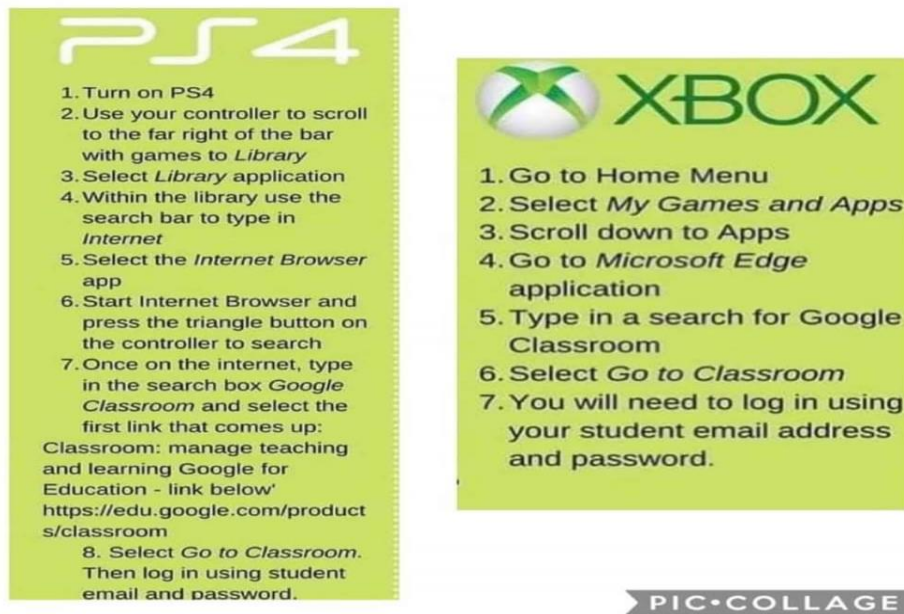 PS4
1. Turn on PS4
2. Use your controller to scroll
to the far right of the bar
with games to Library
3. Select Library application
4. Within the library use the
search bar to type in
Internet
5. Select the Internet Browser
app
6. Start Internet Browser and
press the triangle button on
the controller to search
7. Once on the internet, type
in the search box Google
Classroom and select the
first link that comes up:
Classroom: manage teaching
and learning Google for
Education - link below'
https://edu.google.com/product
s/classroom
8. Select Go to Classroom.
Then log in using student
email and password.
XBOX
1. Go to Home Menu
2. Select My Games and Apps
3. Scroll down to Apps
4. Go to Microsoft Edge
application
5. Type in a search for Google
Classroom
6. Select Go to Classroom
7. You will need to log in using
your student email address
and password.
PIC•COLLAGE